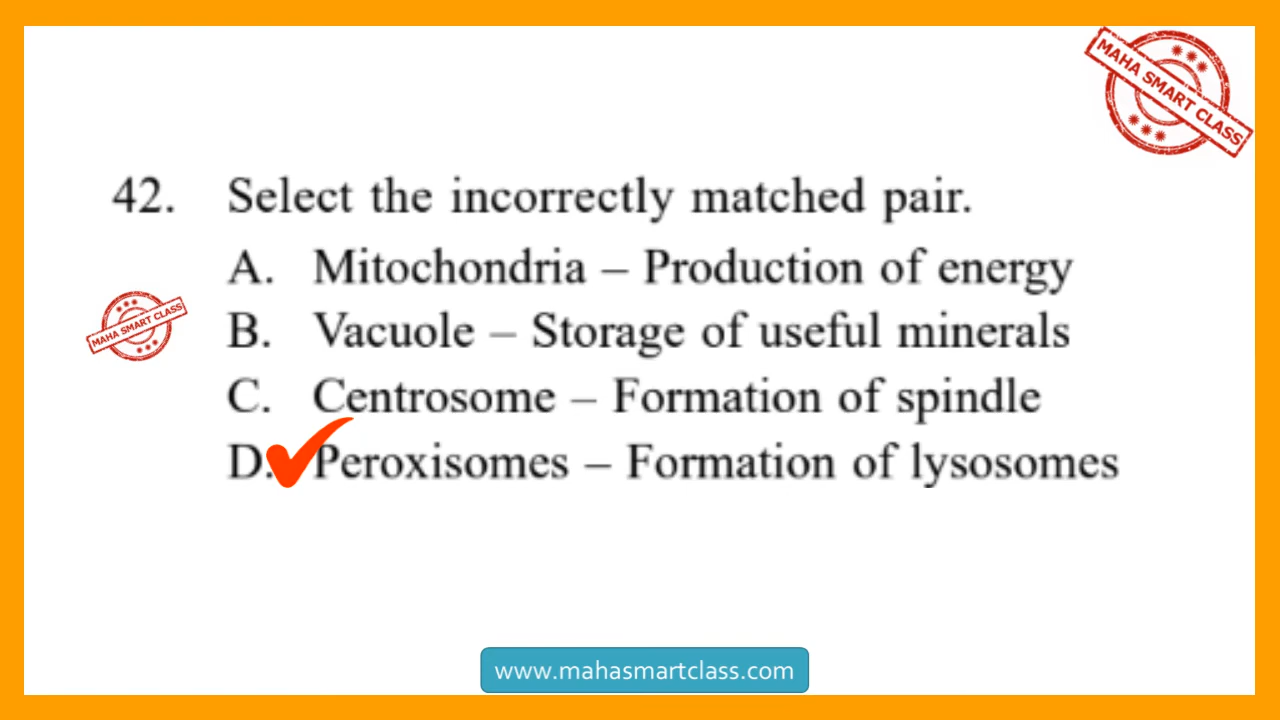 MAHA SMART CLASS
42. Select the incorrectly matched pair.
A. Mitochondria – Production of energy
MAHA SMART CLASS
B. Vacuole – Storage of useful minerals
C. Centrosome – Formation of spindle
D. Peroxisomes – Formation of lysosomes
www.mahasmartclass.com